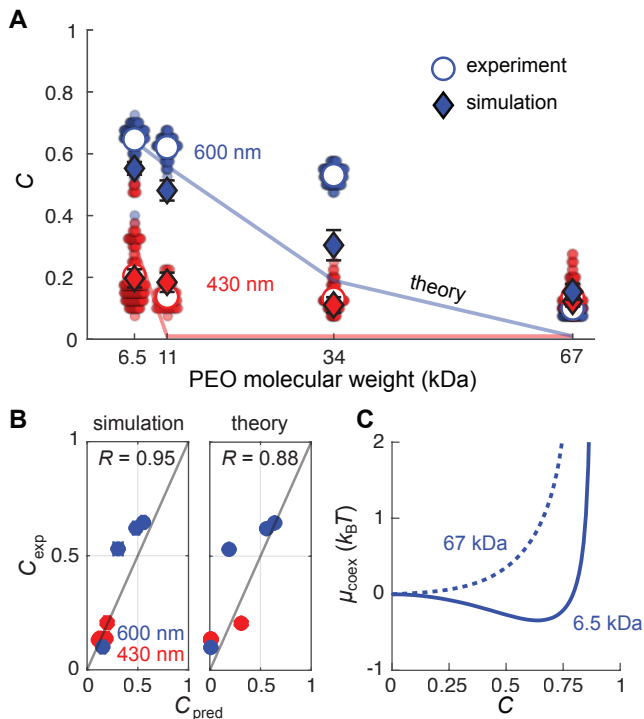 A
1
0.8
0.6
0.4
0.2
0
C
experiment
simulation
600 nm
430 nm
theory
6.5 11 34 67
PEO molecular weight (kDa)
B
simulation theory
R = 0.95 R = 0.88
1
0.5
0
C_exp
600 nm
430 nm
0 0.5 1 0 0.5 1
C_pred
C
2
1
0
-1
μ_coex (k_BT)
67 kDa
6.5 kDa
0 0.25 0.5 0.75 1
C